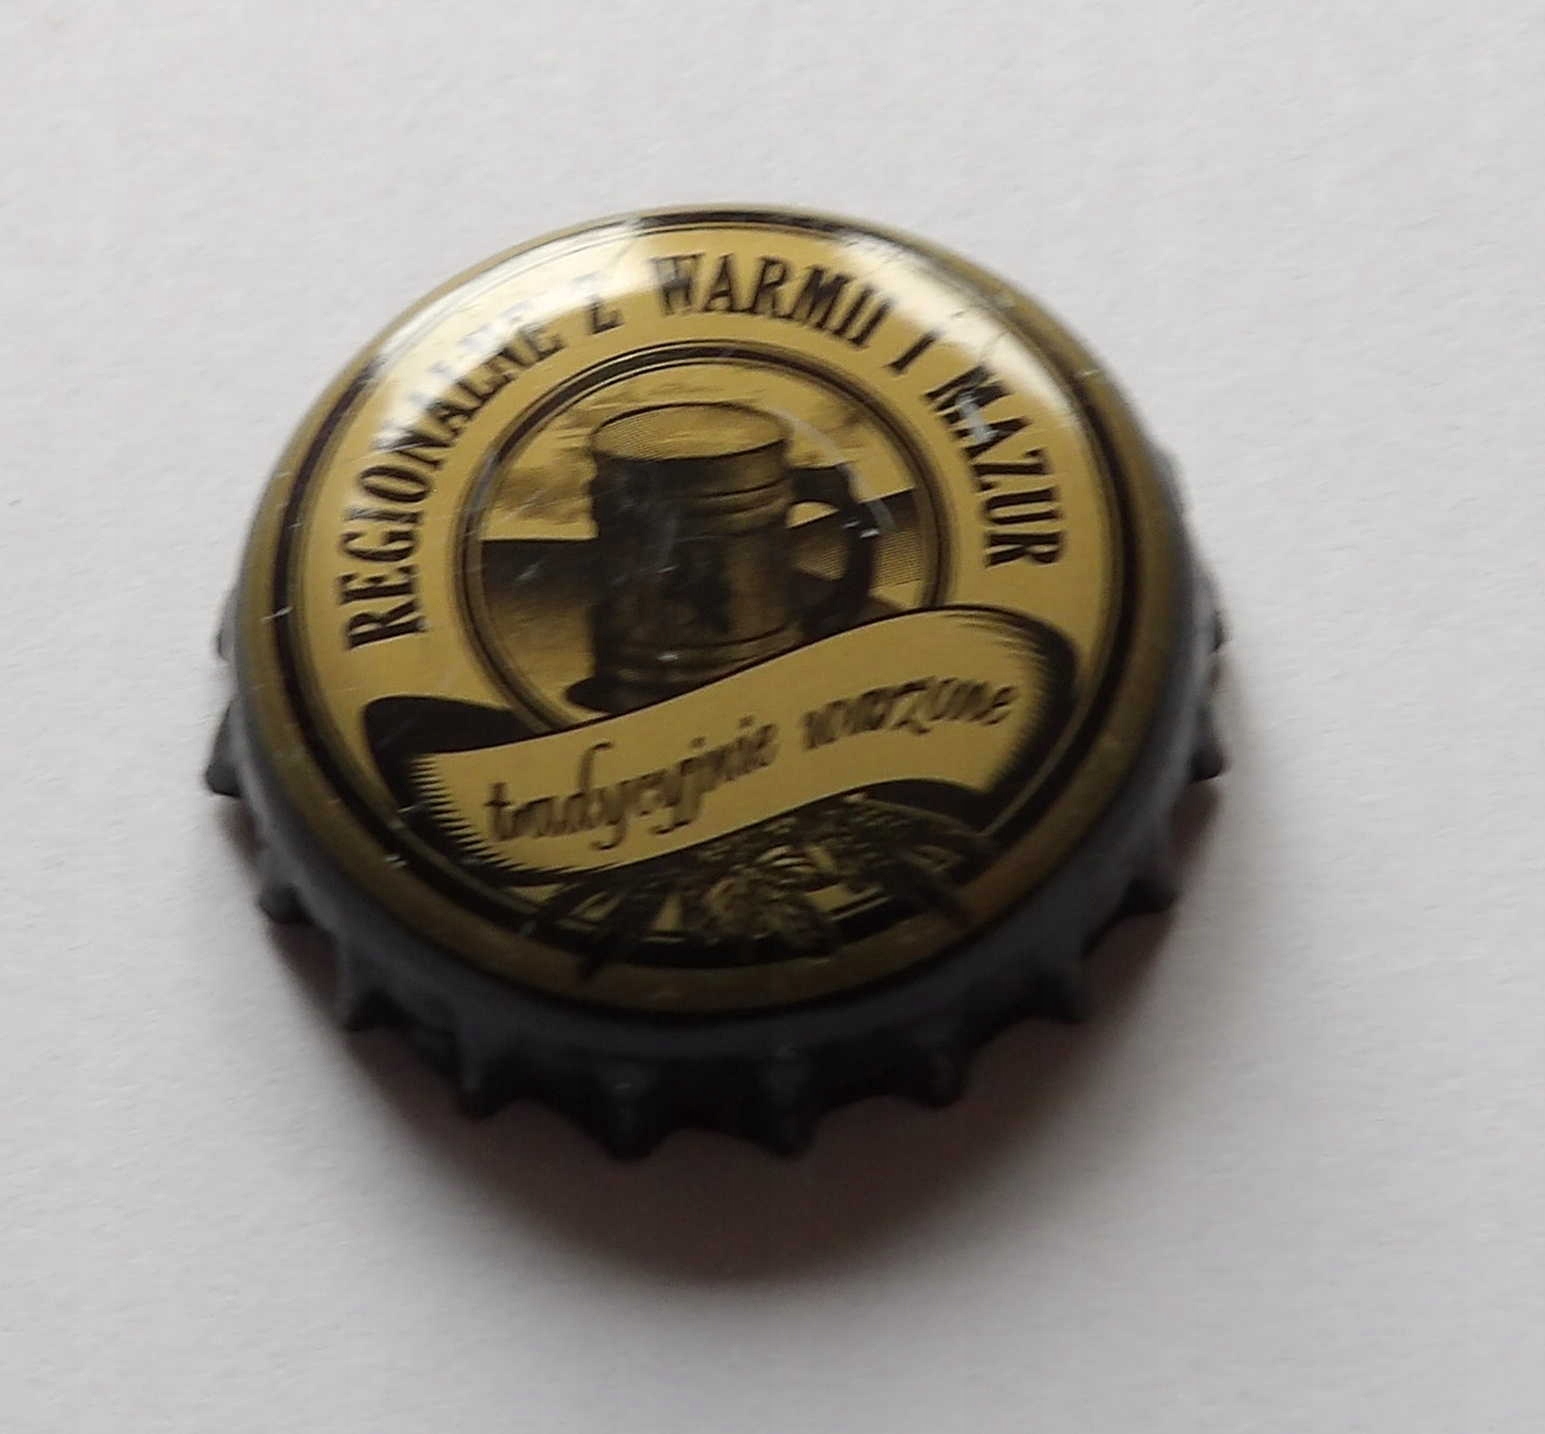 REGIONALNE Z WARMII I MAZUR
tradycyjnie warzone